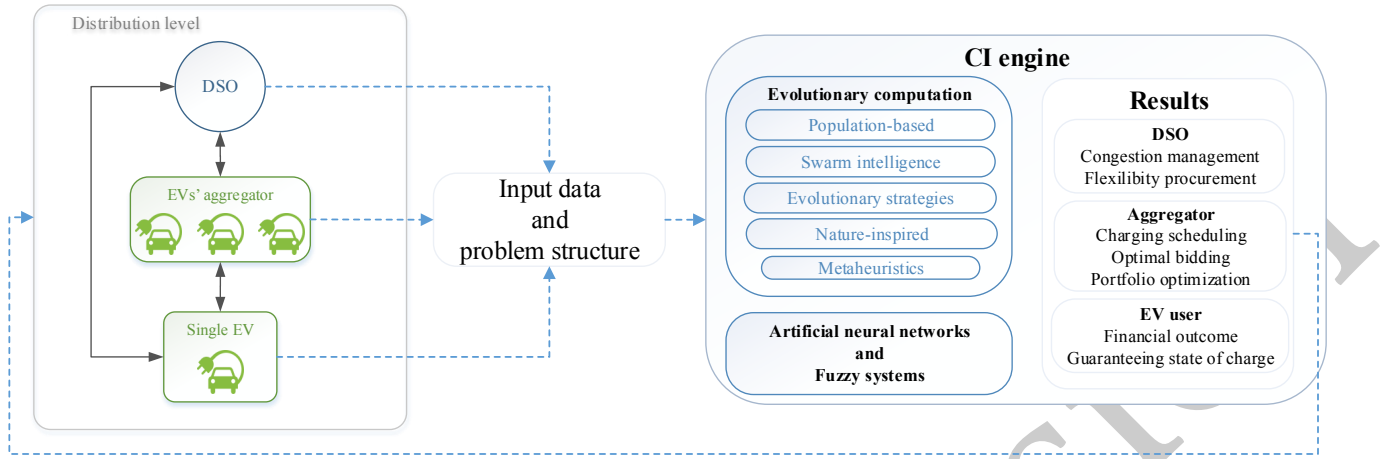 Distribution level
DSO
EVs' aggregator
Single EV
Input data
and
problem structure
CI engine
Evolutionary computation
Population-based
Swarm intelligence
Evolutionary strategies
Nature-inspired
Metaheuristics
Artificial neural networks
and
Fuzzy systems
Results
DSO
Congestion management
Flexilibity procurement
Aggregator
Charging scheduling
Optimal bidding
Portfolio optimization
EV user
Financial outcome
Guaranteeing state of charge